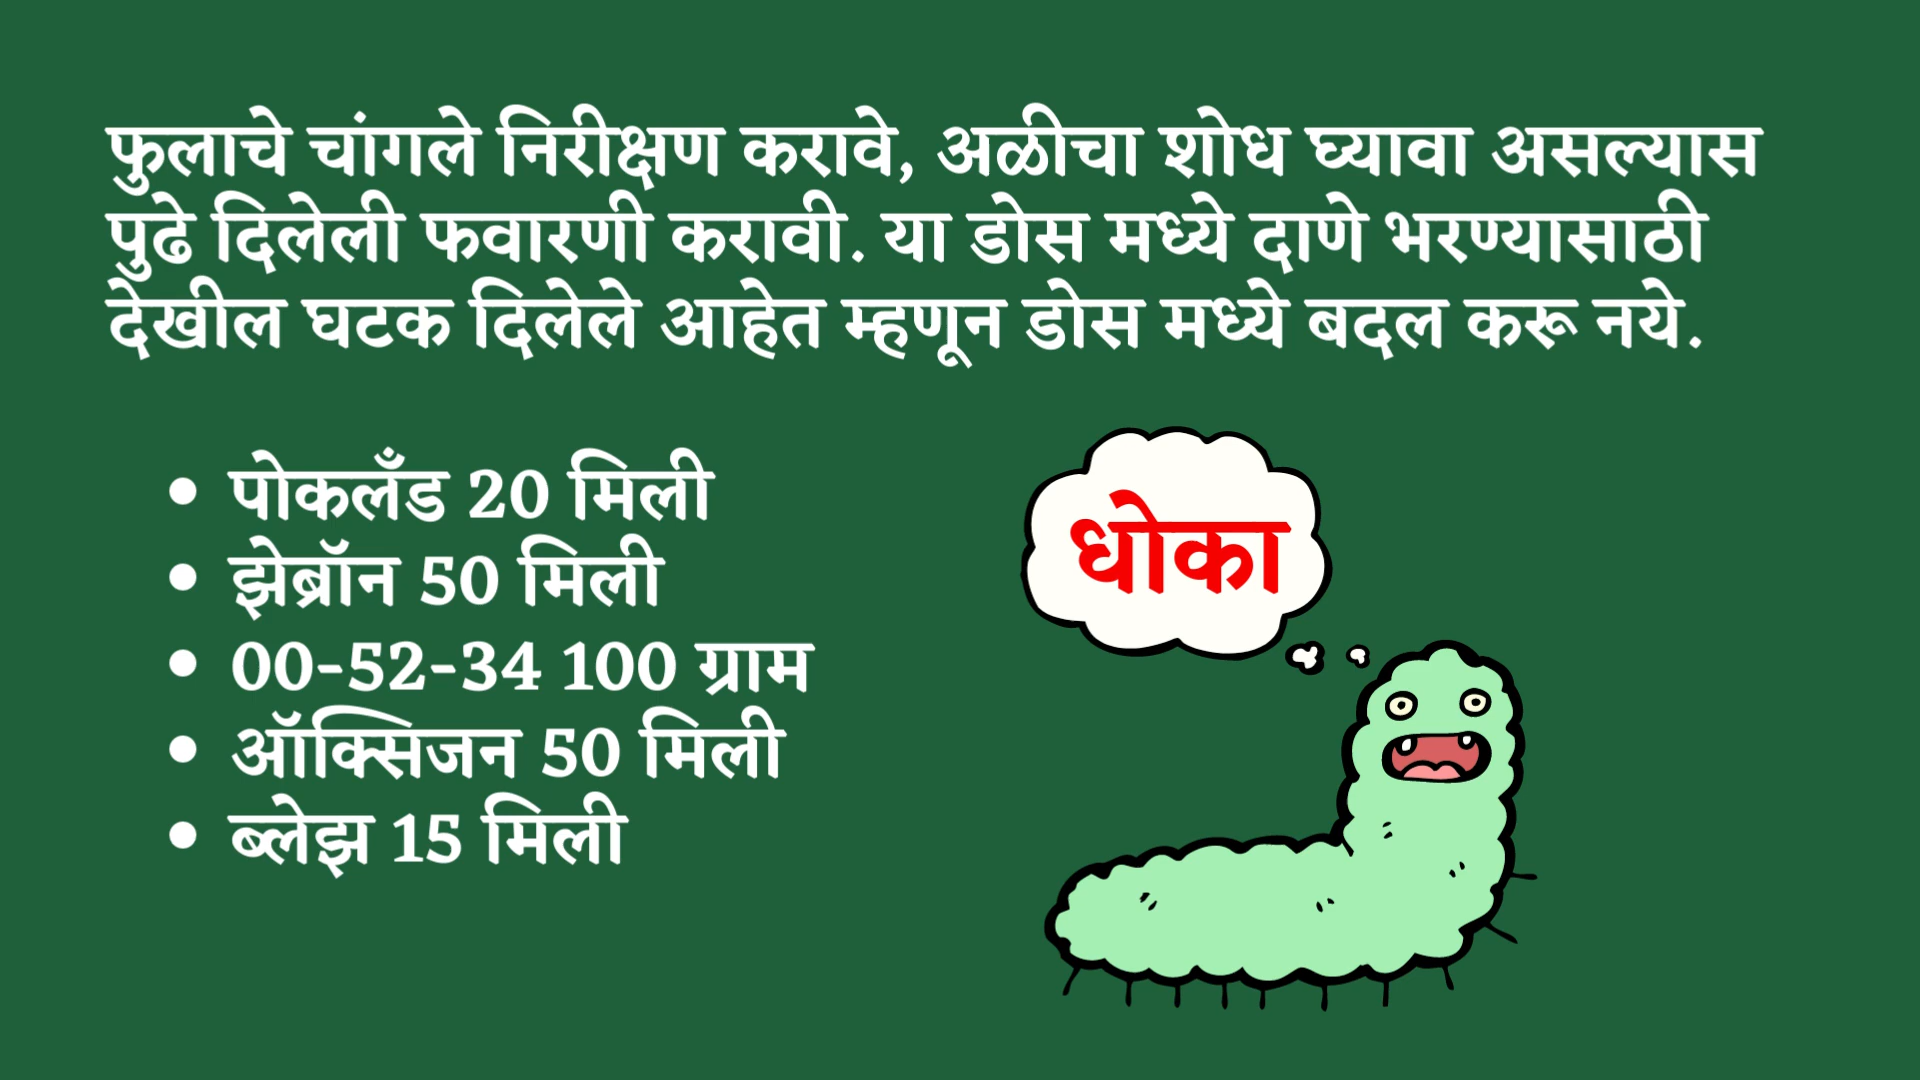 फुलाचे चांगले निरीक्षण करावे, अळीचा शोध घ्यावा असल्यास
पुढे दिलेली फवारणी करावी. या डोस मध्ये दाणे भरण्यासाठी
देखील घटक दिलेले आहेत म्हणून डोस मध्ये बदल करू नये.
• पोकलँड 20 मिली
• झेब्रॉन 50 मिली
• 00-52-34 100 ग्राम
• ऑक्सिजन 50 मिली
• ब्लेझ 15 मिली
धोका